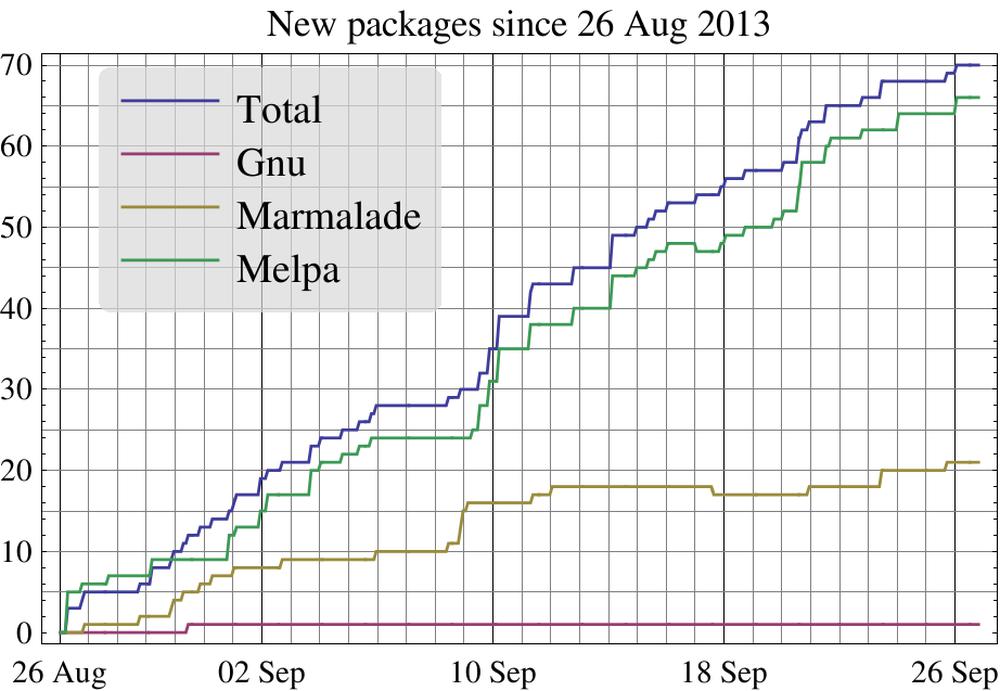 New packages since 26 Aug 2013
70
60
50
40
30
20
10
0
Total
Gnu
Marmalade
Melpa
26 Aug 02 Sep 10 Sep 18 Sep 26 Sep